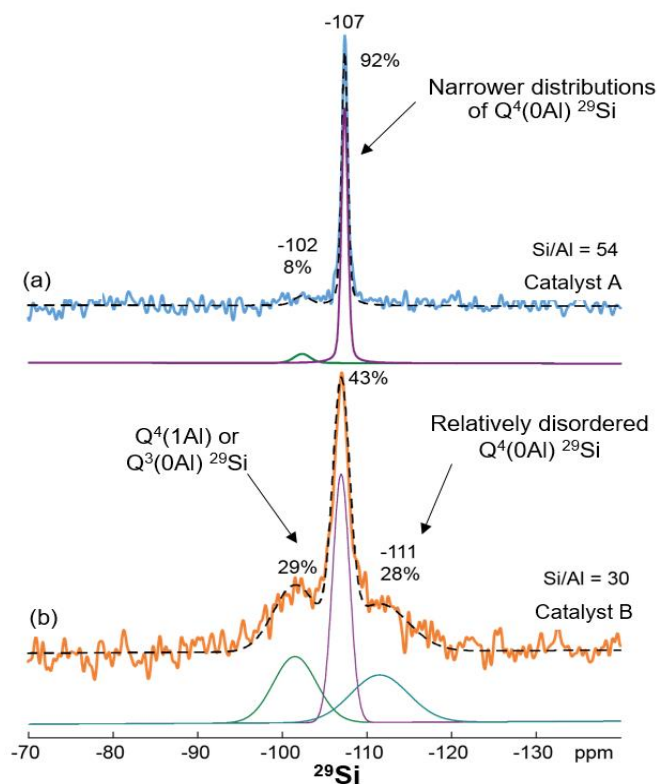 -107
92%
Narrower distributions
of Q⁴(0Al) ²⁹Si
-102
8%
Si/Al = 54
(a)
Catalyst A
43%
Q⁴(1Al) or
Q³(0Al) ²⁹Si
Relatively disordered
Q⁴(0Al) ²⁹Si
29%
-111
28%
Si/Al = 30
(b)
Catalyst B
-70 -80 -90 -100 -110 -120 -130 ppm
²⁹Si